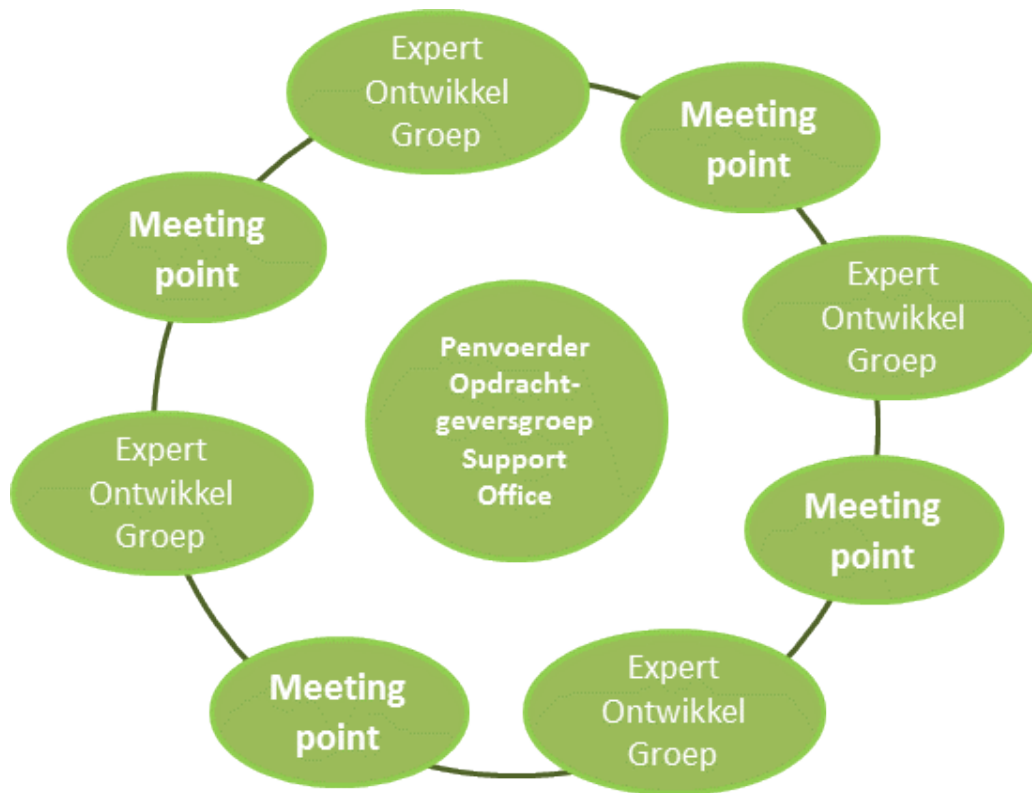 Expert
Ontwikkel
Groep
Meeting
point
Meeting
point
Expert
Ontwikkel
Groep
Penvoerder
Opdracht-
geversgroep
Support
Office
Expert
Ontwikkel
Groep
Meeting
point
Meeting
point
Expert
Ontwikkel
Groep